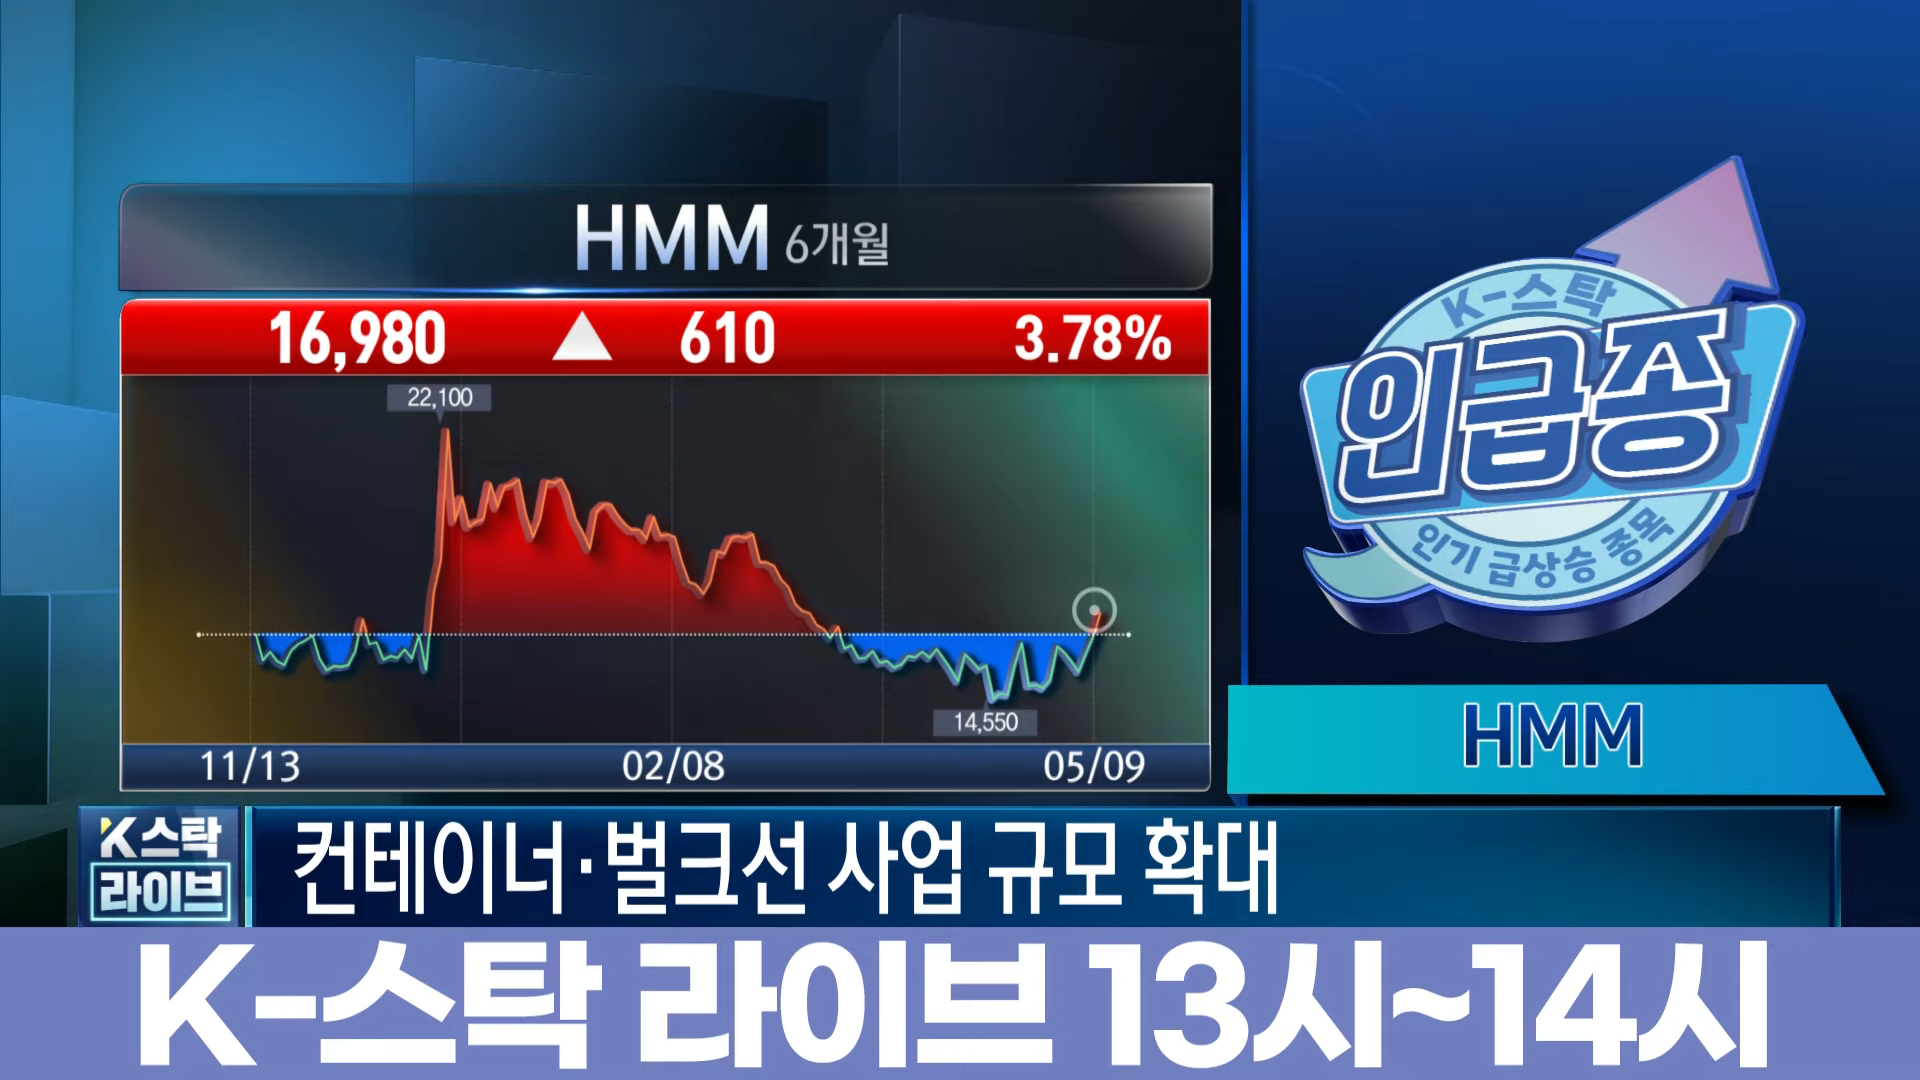 HMM 6개월
16,980 ▲ 610 3.78%
22,100
14,550
11/13 02/08 05/09
K-스탁
인급종
인기 급상승 종목
HMM
K스탁
라이브
컨테이너·벌크선 사업 규모 확대
K-스탁 라이브 13시~14시